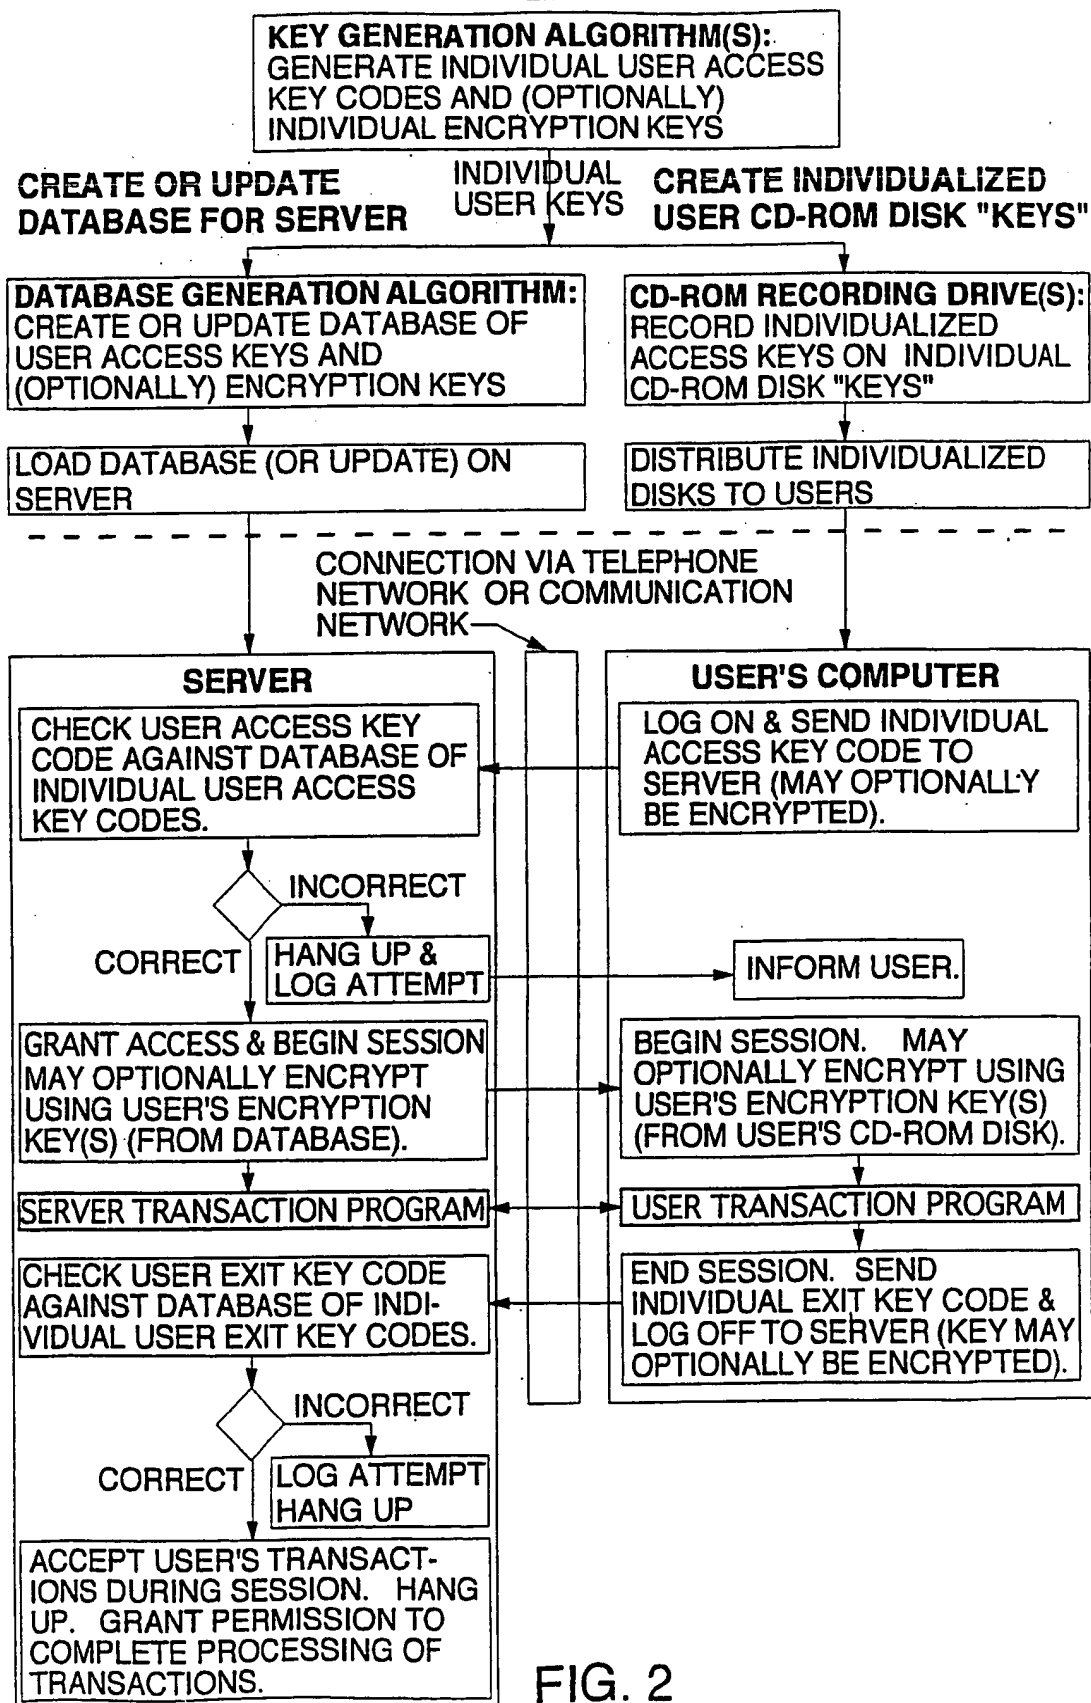 KEY GENERATION ALGORITHM(S):
GENERATE INDIVIDUAL USER ACCESS
KEY CODES AND (OPTIONALLY)
INDIVIDUAL ENCRYPTION KEYS
CREATE OR UPDATE
DATABASE FOR SERVER
INDIVIDUAL
USER KEYS
CREATE INDIVIDUALIZED
USER CD-ROM DISK "KEYS"
DATABASE GENERATION ALGORITHM:
CREATE OR UPDATE DATABASE OF
USER ACCESS KEYS AND
(OPTIONALLY) ENCRYPTION KEYS
CD-ROM RECORDING DRIVE(S):
RECORD INDIVIDUALIZED
ACCESS KEYS ON INDIVIDUAL
CD-ROM DISK "KEYS"
LOAD DATABASE (OR UPDATE) ON
SERVER
DISTRIBUTE INDIVIDUALIZED
DISKS TO USERS
CONNECTION VIA TELEPHONE
NETWORK OR COMMUNICATION
NETWORK
SERVER
CHECK USER ACCESS KEY
CODE AGAINST DATABASE OF
INDIVIDUAL USER ACCESS
KEY CODES.
USER'S COMPUTER
LOG ON & SEND INDIVIDUAL
ACCESS KEY CODE TO
SERVER (MAY OPTIONALLY
BE ENCRYPTED).
INCORRECT
CORRECT
HANG UP &
LOG ATTEMPT
INFORM USER.
GRANT ACCESS & BEGIN SESSION
MAY OPTIONALLY ENCRYPT
USING USER'S ENCRYPTION
KEY(S) (FROM DATABASE).
BEGIN SESSION. MAY
OPTIONALLY ENCRYPT USING
USER'S ENCRYPTION KEY(S)
(FROM USER'S CD-ROM DISK).
SERVER TRANSACTION PROGRAM
USER TRANSACTION PROGRAM
CHECK USER EXIT KEY CODE
AGAINST DATABASE OF INDI-
VIDUAL USER EXIT KEY CODES.
END SESSION. SEND
INDIVIDUAL EXIT KEY CODE &
LOG OFF TO SERVER (KEY MAY
OPTIONALLY BE ENCRYPTED).
INCORRECT
CORRECT
LOG ATTEMPT
HANG UP
ACCEPT USER'S TRANSACT-
IONS DURING SESSION. HANG
UP. GRANT PERMISSION TO
COMPLETE PROCESSING OF
TRANSACTIONS.
FIG. 2